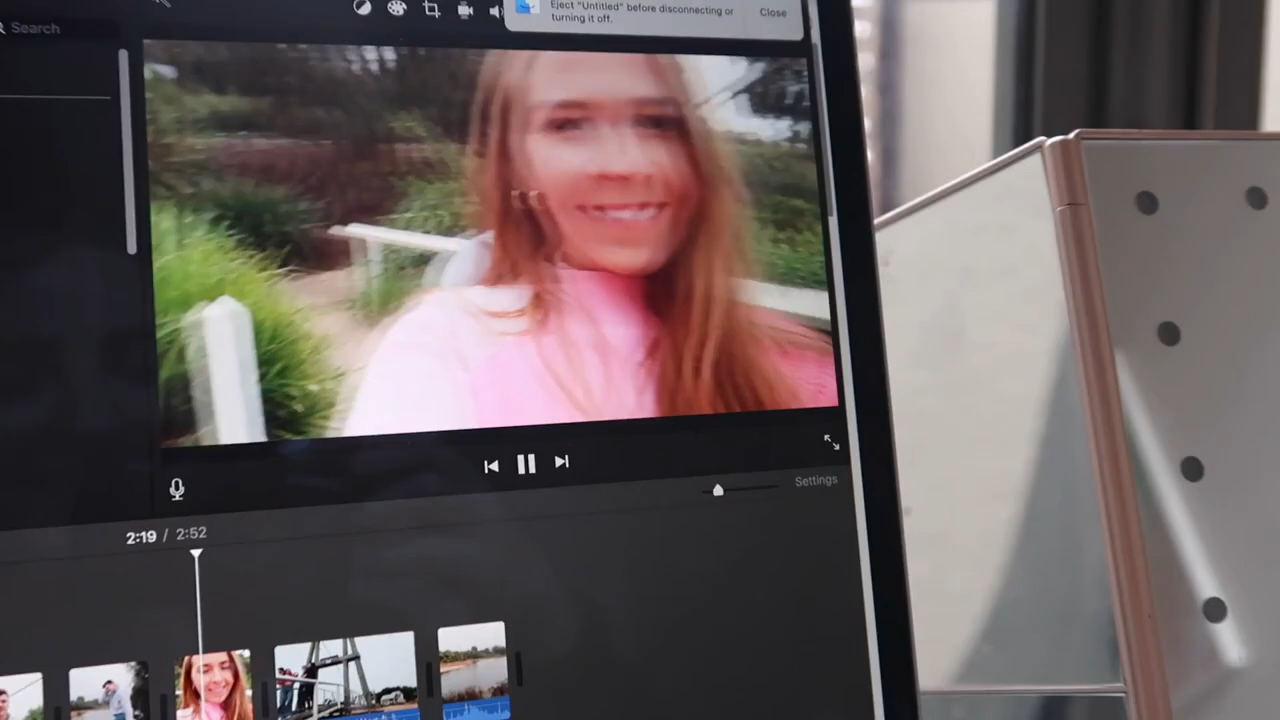 Eject "Untitled" before disconnecting or
turning it off.
Close
Search
Settings
2:19 / 2:52